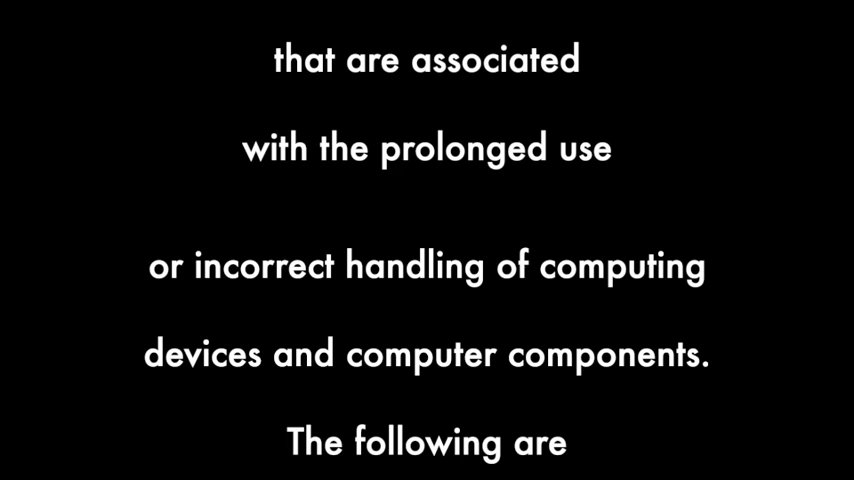 that are associated
with the prolonged use
or incorrect handling of computing
devices and computer components.
The following are